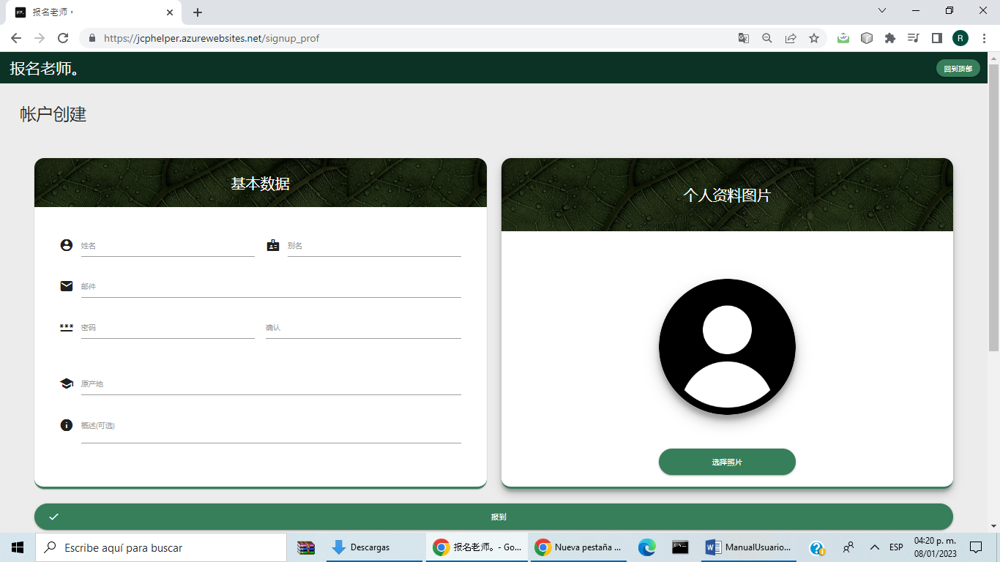 报名老师。
https://jcphelper.azurewebsites.net/signup_prof
R
报名老师。
回到顶部
帐户创建
基本数据
个人资料图片
姓名
别名
邮件
密码
确认
原产地
概述(可选)
选择照片
报到
Escribe aquí para buscar
Descargas
报名老师。 - Go...
Nueva pestaña ...
ManualUsuario...
ESP
04:20 p. m.
08/01/2023